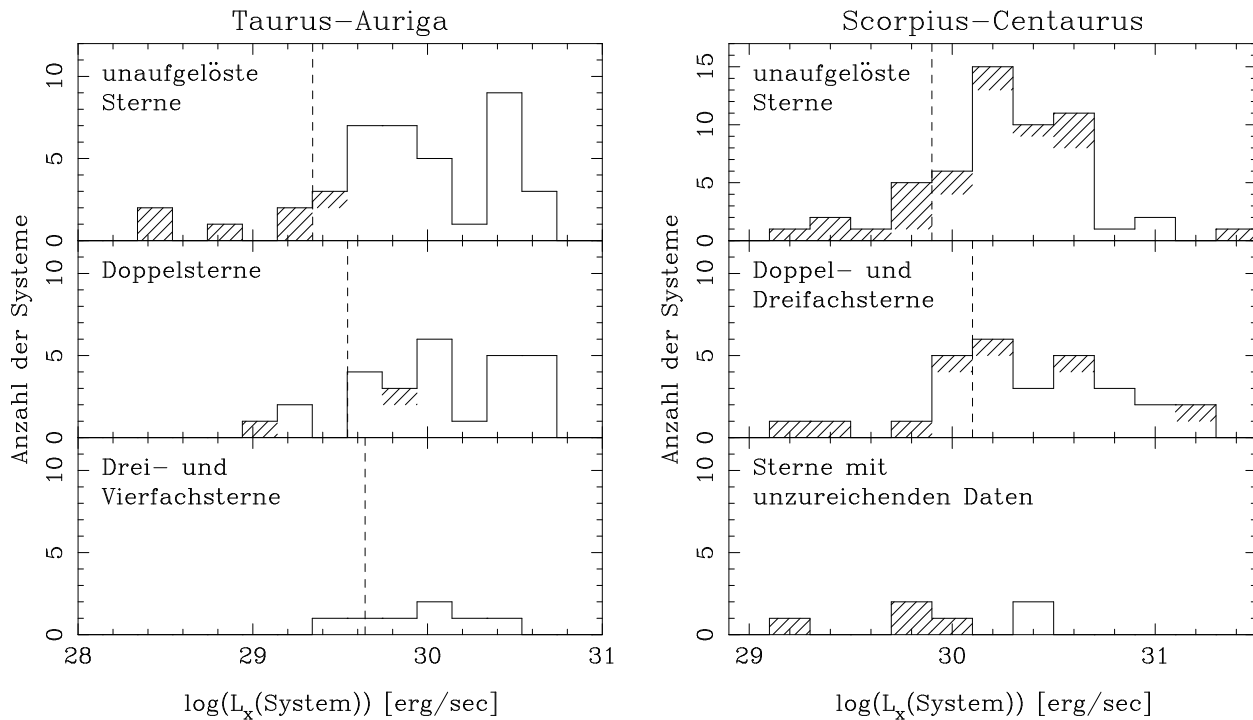 Taurus-Auriga
unaufgelöste
Sterne
10
5
0
Doppelsterne
10
5
0
Drei- und
Vierfachsterne
10
5
0
Anzahl der Systeme
28
29
30
31
log(Lx(System)) [erg/sec]
Scorpius-Centaurus
unaufgelöste
Sterne
15
10
5
0
Doppel- und
Dreifachsterne
10
5
0
Sterne mit
unzureichenden Daten
10
5
0
Anzahl der Systeme
29
30
31
log(Lx(System)) [erg/sec]